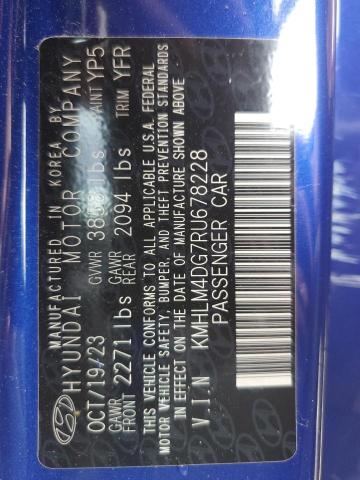 MANUFACTURED IN KOREA BY
HYUNDAI MOTOR COMPANY
OCT/19/23 GVWR lbs PAINT YP5
GAWR FRONT 2271 lbs GAWR REAR 2094 lbs TRIM YFR
THIS VEHICLE CONFORMS TO ALL APPLICABLE U.S.A. FEDERAL
MOTOR VEHICLE SAFETY, BUMPER, AND THEFT PREVENTION STANDARDS
IN EFFECT ON THE DATE OF MANUFACTURE SHOWN ABOVE
V.I.N KMHLM4DG7RU678228
PASSENGER CAR